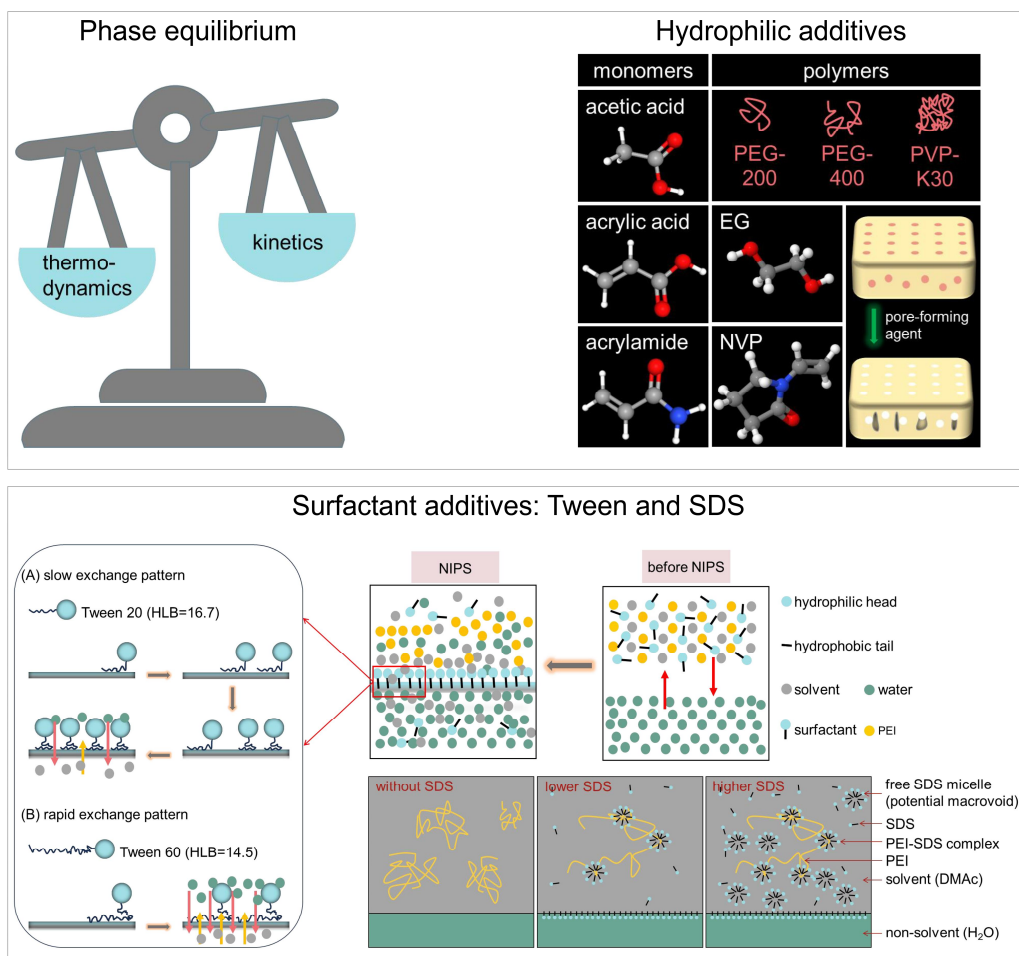 Phase equilibrium
thermo-
dynamics
kinetics
Hydrophilic additives
monomers
polymers
acetic acid
PEG-
200
PEG-
400
PVP-
K30
acrylic acid
EG
pore-forming
agent
acrylamide
NVP
Surfactant additives: Tween and SDS
(A) slow exchange pattern
Tween 20 (HLB=16.7)
(B) rapid exchange pattern
Tween 60 (HLB=14.5)
NIPS
before NIPS
hydrophilic head
hydrophobic tail
solvent
water
surfactant
PEI
without SDS
lower SDS
higher SDS
free SDS micelle
(potential macrovoid)
SDS
PEI-SDS complex
PEI
solvent (DMAc)
non-solvent (H₂O)